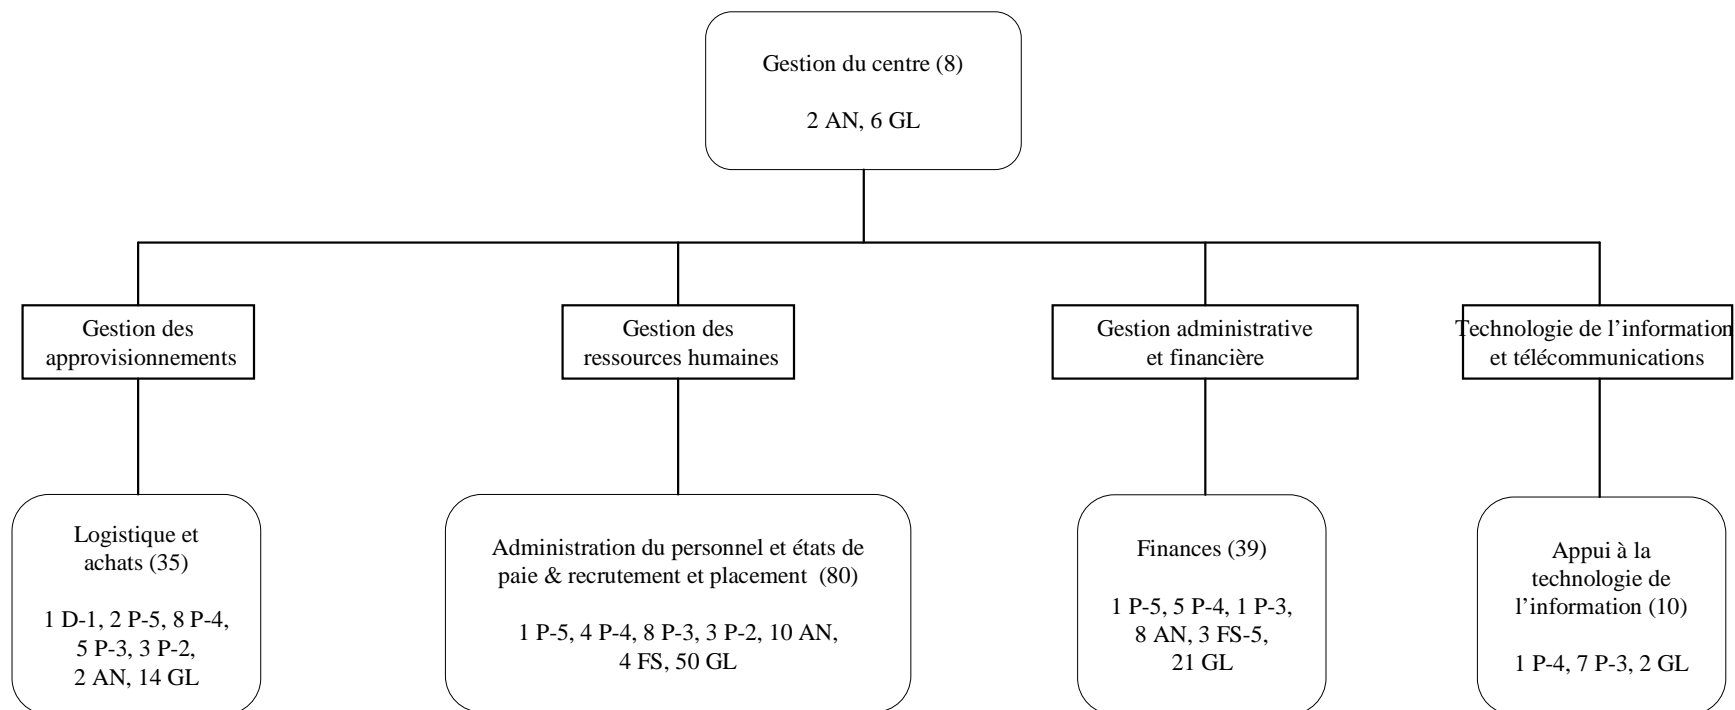 Gestion du centre (8)
2 AN, 6 GL
Gestion des
approvisionnements
Gestion des
ressources humaines
Gestion administrative
et financière
Technologie de l’information
et télécommunications
Logistique et
achats (35)
1 D-1, 2 P-5, 8 P-4,
5 P-3, 3 P-2,
2 AN, 14 GL
Administration du personnel et états de
paie & recrutement et placement (80)
1 P-5, 4 P-4, 8 P-3, 3 P-2, 10 AN,
4 FS, 50 GL
Finances (39)
1 P-5, 5 P-4, 1 P-3,
8 AN, 3 FS-5,
21 GL
Appui à la
technologie de
l’information (10)
1 P-4, 7 P-3, 2 GL